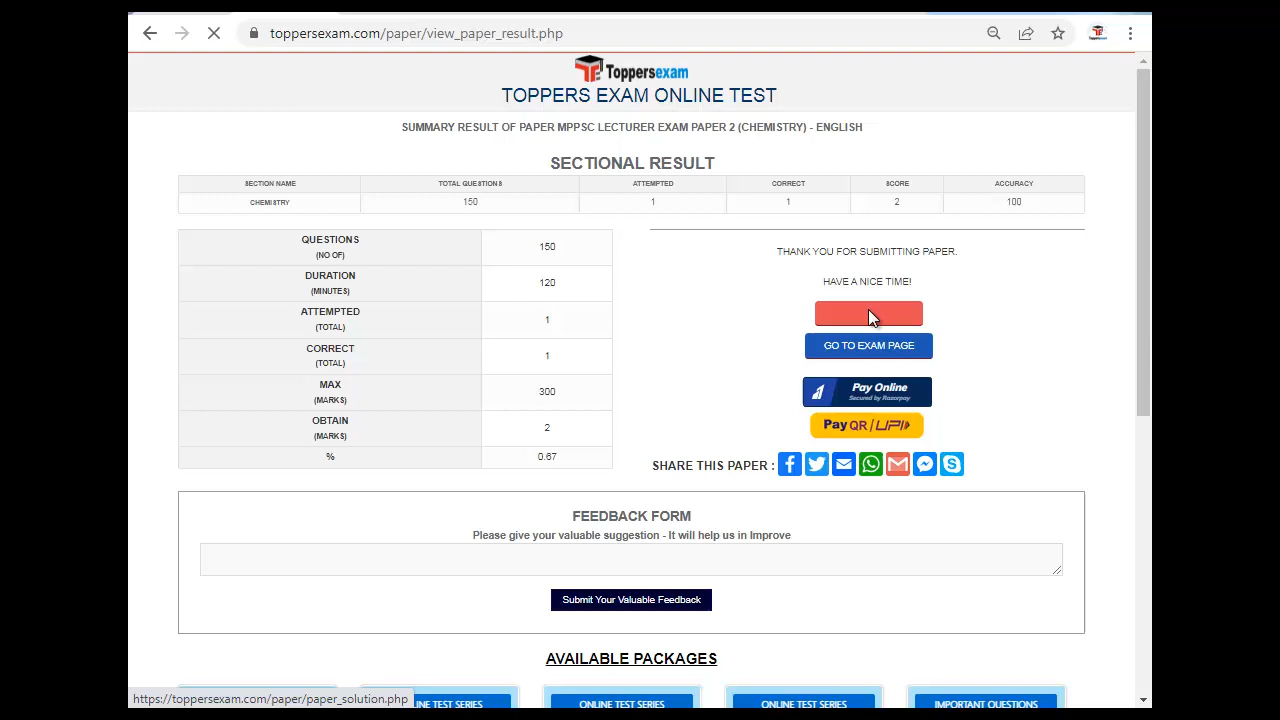 toppersexam.com/paper/view_paper_result.php
Toppersexam
TOPPERS EXAM ONLINE TEST
SUMMARY RESULT OF PAPER MPPSC LECTURER EXAM PAPER 2 (CHEMISTRY) - ENGLISH
SECTIONAL RESULT
SECTION NAME TOTAL QUESTIONS ATTEMPTED CORRECT SCORE ACCURACY
CHEMISTRY 150 1 1 2 100
QUESTIONS
(NO OF) 150
DURATION
(MINUTES) 120
ATTEMPTED
(TOTAL) 1
CORRECT
(TOTAL) 1
MAX
(MARKS) 300
OBTAIN
(MARKS) 2
% 0.67
THANK YOU FOR SUBMITTING PAPER.
HAVE A NICE TIME!
GO TO EXAM PAGE
Pay Online
Secured by Razorpay
Pay QR / UPI
SHARE THIS PAPER :
FEEDBACK FORM
Please give your valuable suggestion - It will help us in Improve
Submit Your Valuable Feedback
AVAILABLE PACKAGES
https://toppersexam.com/paper/paper_solution.php
NE TEST SERIES ONLINE TEST SERIES ONLINE TEST SERIES IMPORTANT QUESTIONS